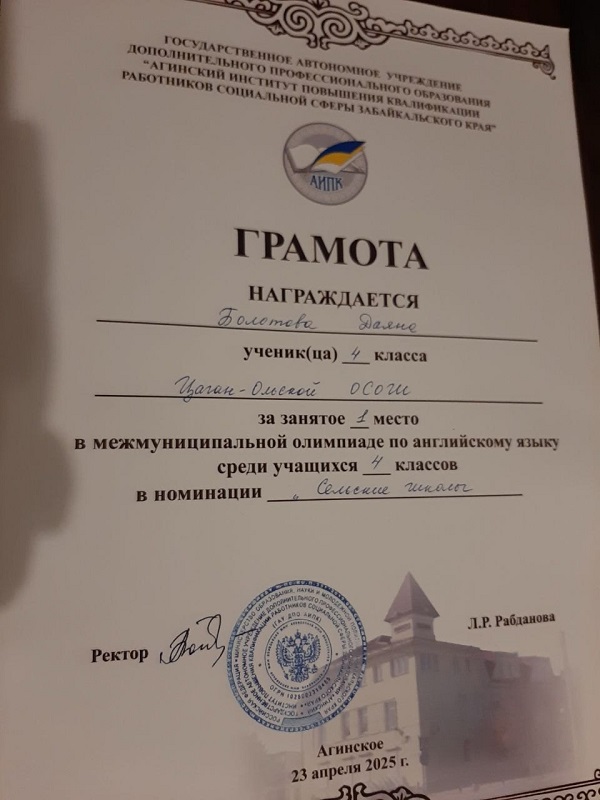 ГОСУДАРСТВЕННОЕ АВТОНОМНОЕ УЧРЕЖДЕНИЕ
ДОПОЛНИТЕЛЬНОГО ПРОФЕССИОНАЛЬНОГО ОБРАЗОВАНИЯ
"АГИНСКИЙ ИНСТИТУТ ПОВЫШЕНИЯ КВАЛИФИКАЦИИ
РАБОТНИКОВ СОЦИАЛЬНОЙ СФЕРЫ ЗАБАЙКАЛЬСКОГО КРАЯ"
АИПК
ГРАМОТА
НАГРАЖДАЕТСЯ
Болотова Даяна
ученик(ца) 4 класса
Цаган-Олской ОСОШ
за занятое 1 место
в межмуниципальной олимпиаде по английскому языку
среди учащихся 4 классов
в номинации „Сельские школы
Л.Р. Рабданова
Ректор
Агинское
23 апреля 2025 г.